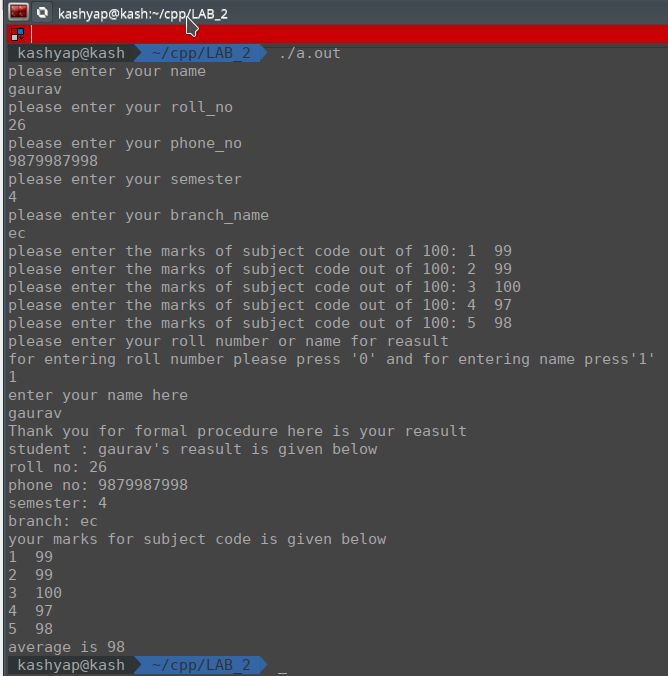 kashyap@kash:~/cpp/LAB_2
kashyap@kash ~/cpp/LAB_2 ./a.out
please enter your name
gaurav
please enter your roll_no
26
please enter your phone_no
9879987998
please enter your semester
4
please enter your branch_name
ec
please enter the marks of subject code out of 100: 1  99
please enter the marks of subject code out of 100: 2  99
please enter the marks of subject code out of 100: 3  100
please enter the marks of subject code out of 100: 4  97
please enter the marks of subject code out of 100: 5  98
please enter your roll number or name for reasult
for entering roll number please press '0' and for entering name press'1'
1
enter your name here
gaurav
Thank you for formal procedure here is your reasult
student : gaurav's reasult is given below
roll no: 26
phone no: 9879987998
semester: 4
branch: ec
your marks for subject code is given below
1  99
2  99
3  100
4  97
5  98
average is 98
kashyap@kash ~/cpp/LAB_2 _